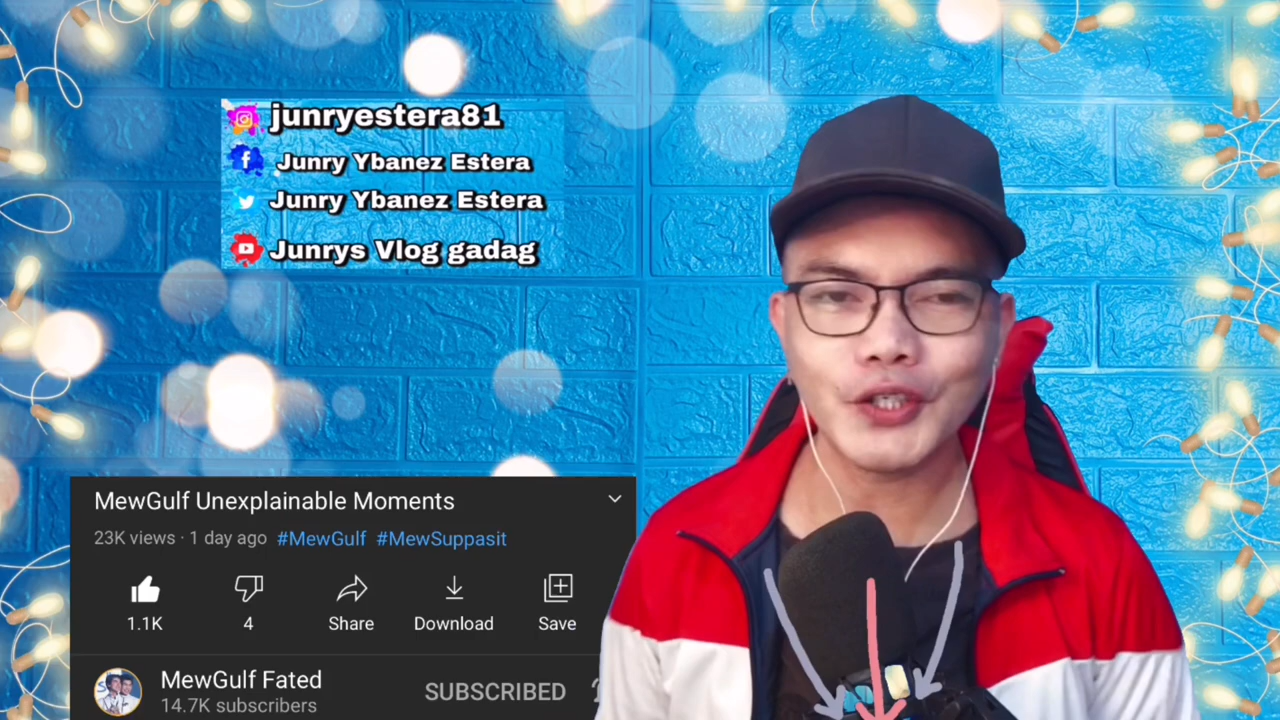 junryestera81
Junry Ybanez Estera
Junry Ybanez Estera
Junrys Vlog gadag
MewGulf Unexplainable Moments
23K views · 1 day ago #MewGulf #MewSuppasit
1.1K 4 Share Download Save
MewGulf Fated
14.7K subscribers
SUBSCRIBED